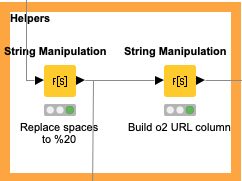 Helpers
String Manipulation String Manipulation
F[S] F[S]
Replace spaces Build o2 URL column
to %20